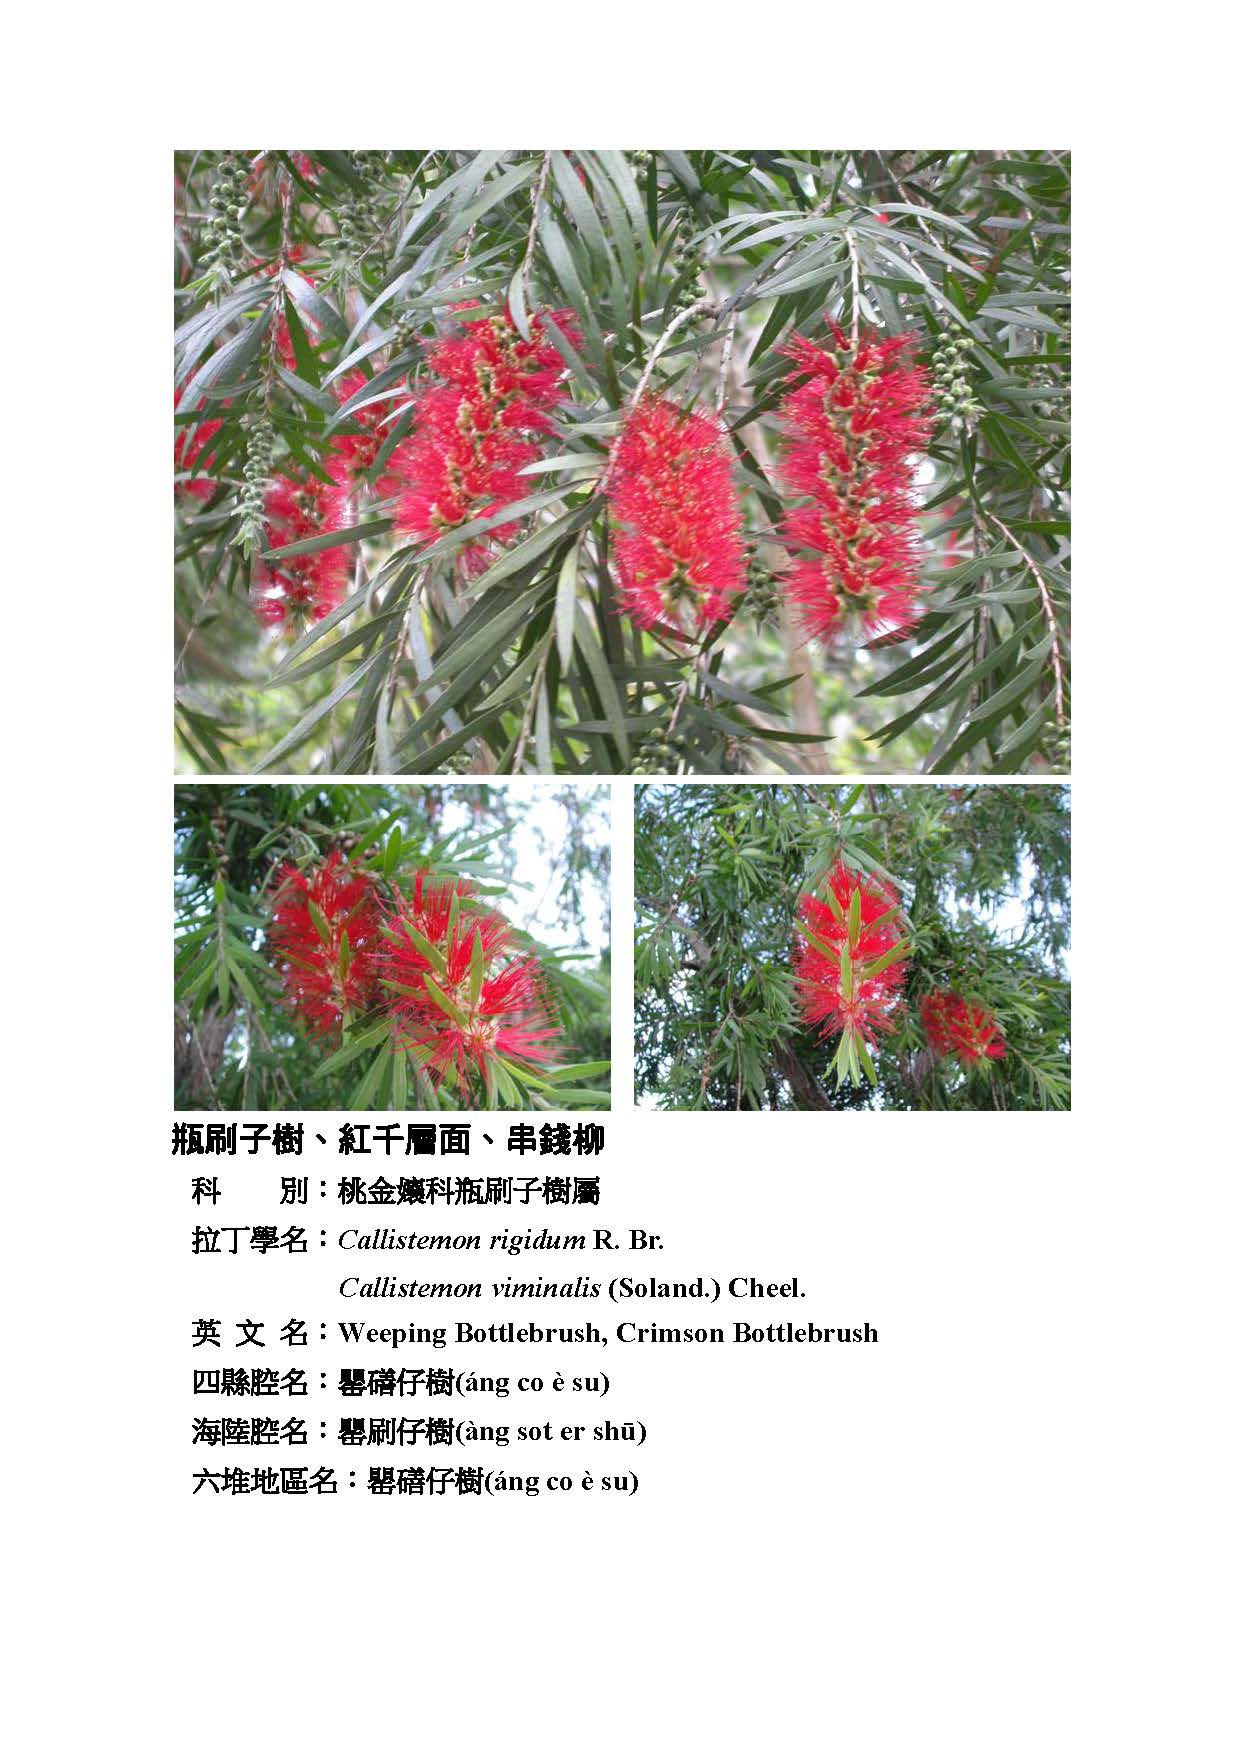 瓶刷子樹、紅千層面、串錢柳
科　　別：桃金孃科瓶刷子樹屬
拉丁學名：Callistemon rigidum R. Br.
Callistemon viminalis (Soland.) Cheel.
英 文 名：Weeping Bottlebrush, Crimson Bottlebrush
四縣腔名：罌磰仔樹(áng co è su)
海陸腔名：罌刷仔樹(àng sot er shū)
六堆地區名：罌磰仔樹(áng co è su)